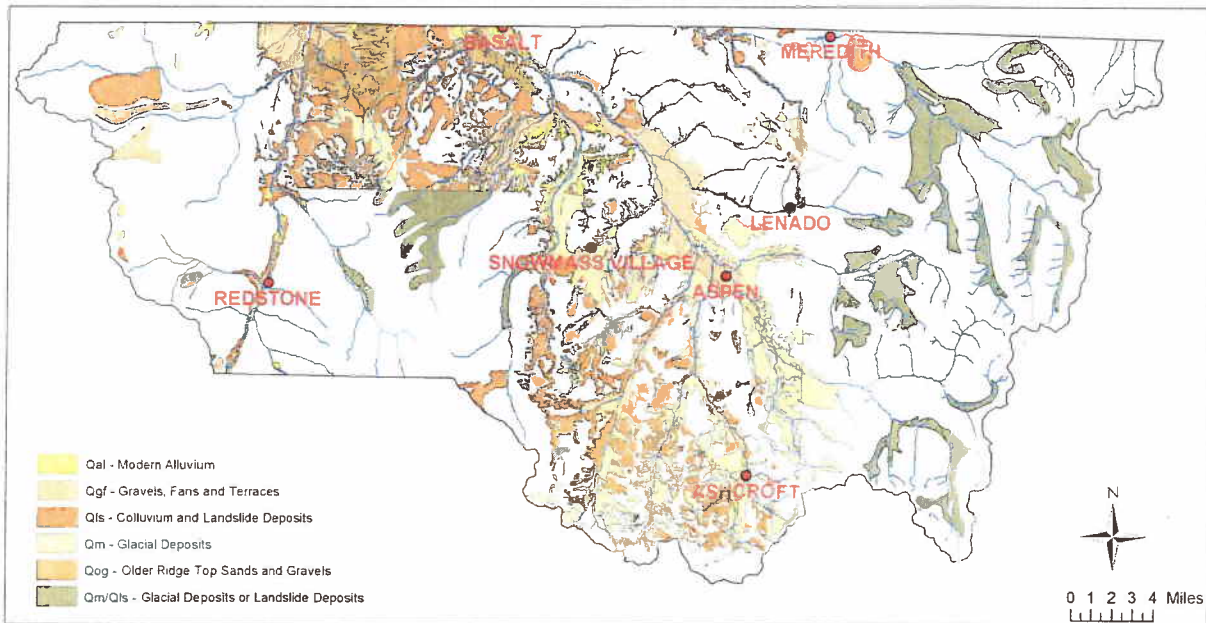 BASALT
MEREDITH
LENADO
SNOWMASS VILLAGE
ASPEN
REDSTONE
ASHCROFT
Qal - Modern Alluvium
Qgf - Gravels, Fans and Terraces
Qls - Colluvium and Landslide Deposits
Qm - Glacial Deposits
Qog - Older Ridge Top Sands and Gravels
Qm/Qls - Glacial Deposits or Landslide Deposits
N
0 1 2 3 4 Miles